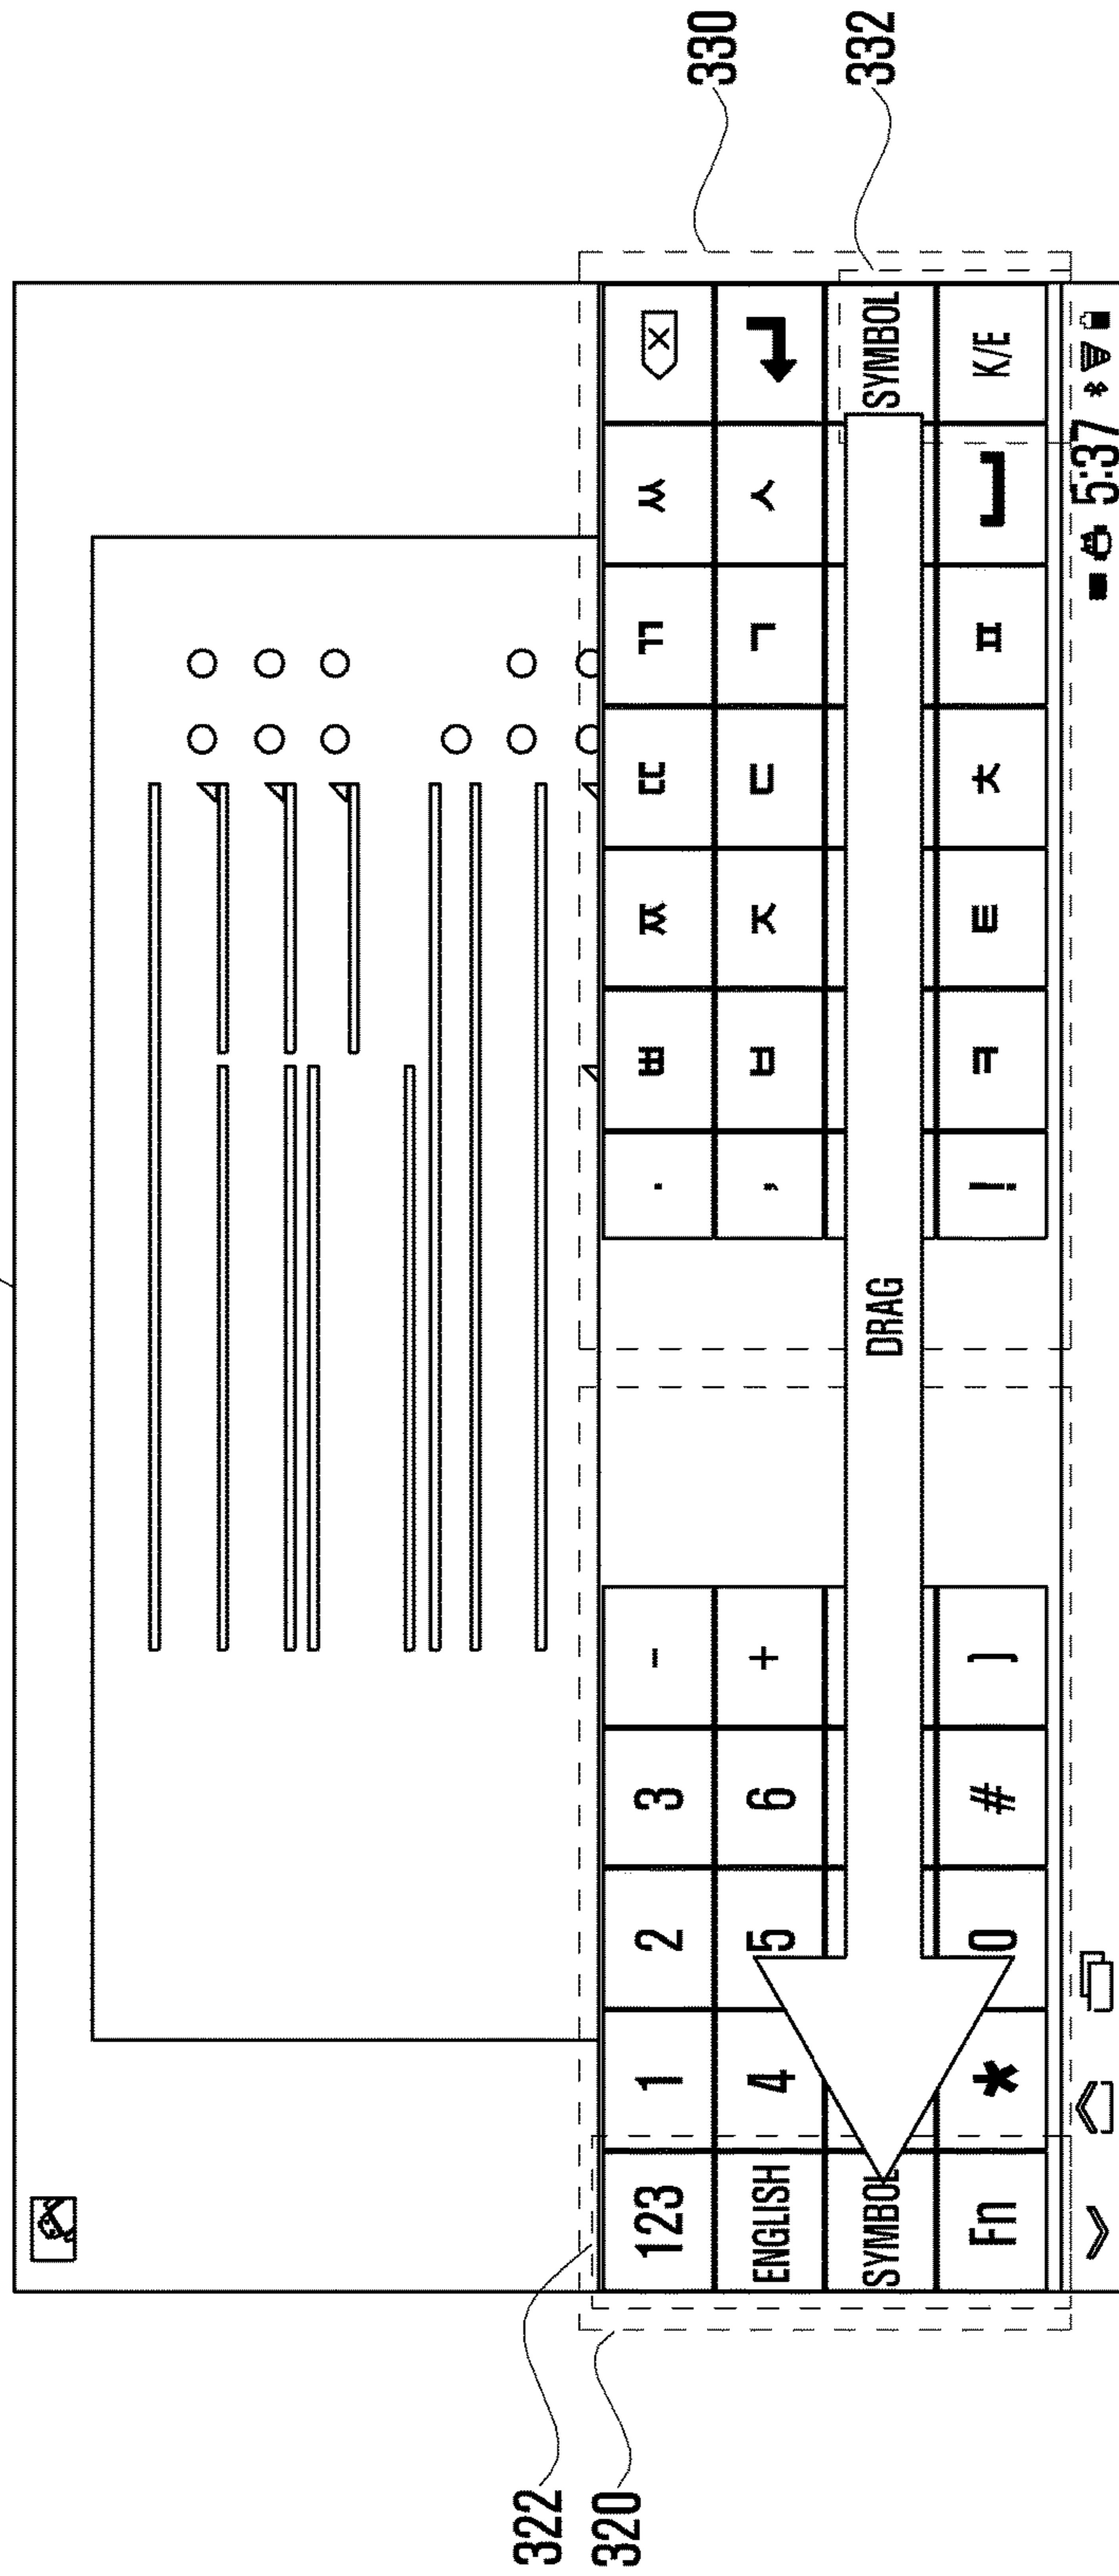 322
320
330
332
123 1 2 3 - . ㅃ ㅉ ㄸ ㄲ ㅆ
ENGLISH 4 5 6 + , ㅂ ㅈ ㄷ ㄱ ㅅ
SYMBOL DRAG SYMBOL
Fn * 0 # ) ! ㅋ ㅌ ㅊ ㅍ K/E
5:37